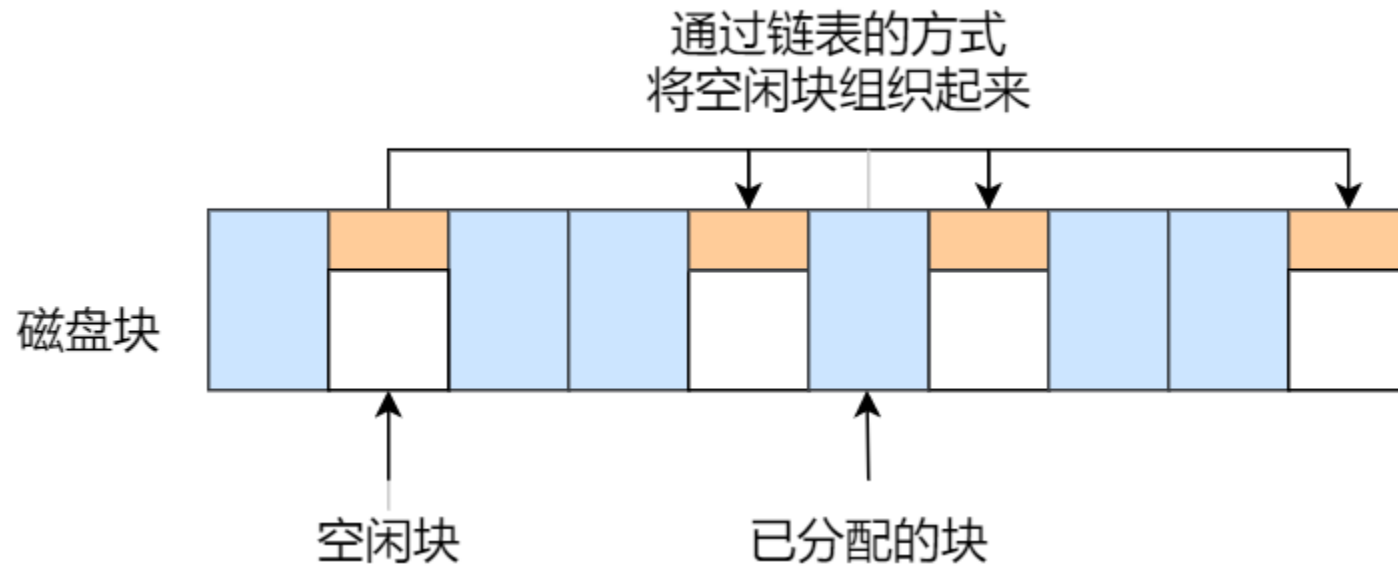 通过链表的方式
将空闲块组织起来
磁盘块
空闲块
已分配的块